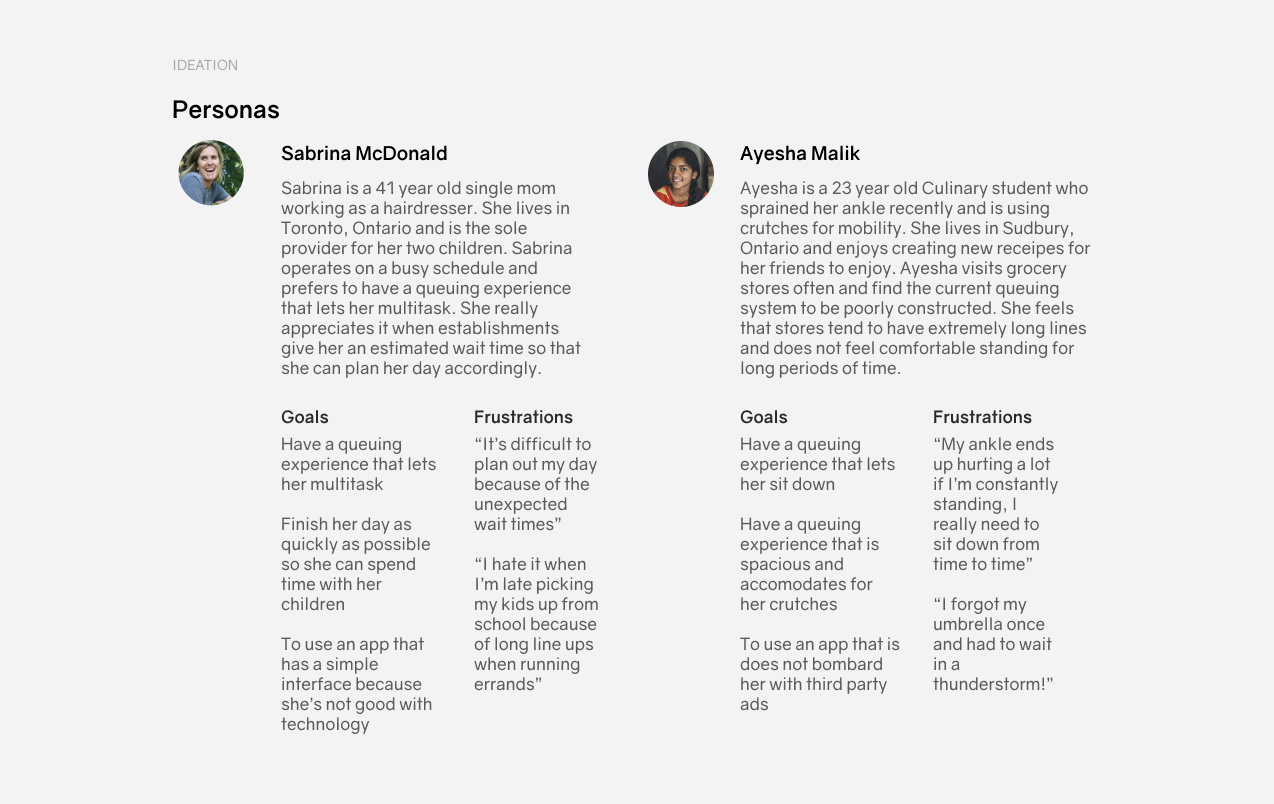 IDEATION
Personas
Sabrina McDonald
Sabrina is a 41 year old single mom
working as a hairdresser. She lives in
Toronto, Ontario and is the sole
provider for her two children. Sabrina
operates on a busy schedule and
prefers to have a queuing experience
that lets her multitask. She really
appreciates it when establishments
give her an estimated wait time so that
she can plan her day accordingly.
Goals
Have a queuing
experience that lets
her multitask
Finish her day as
quickly as possible
so she can spend
time with her
children
To use an app that
has a simple
interface because
she's not good with
technology
Frustrations
“It's difficult to
plan out my day
because of the
unexpected
wait times”
“I hate it when
I'm late picking
my kids up from
school because
of long line ups
when running
errands”
Ayesha Malik
Ayesha is a 23 year old Culinary student who
sprained her ankle recently and is using
crutches for mobility. She lives in Sudbury,
Ontario and enjoys creating new receipes for
her friends to enjoy. Ayesha visits grocery
stores often and find the current queuing
system to be poorly constructed. She feels
that stores tend to have extremely long lines
and does not feel comfortable standing for
long periods of time.
Goals
Have a queuing
experience that lets
her sit down
Have a queuing
experience that is
spacious and
accomodates for
her crutches
To use an app that is
does not bombard
her with third party
ads
Frustrations
“My ankle ends
up hurting a lot
if I'm constantly
standing, I
really need to
sit down from
time to time”
“I forgot my
umbrella once
and had to wait
in a
thunderstorm!”